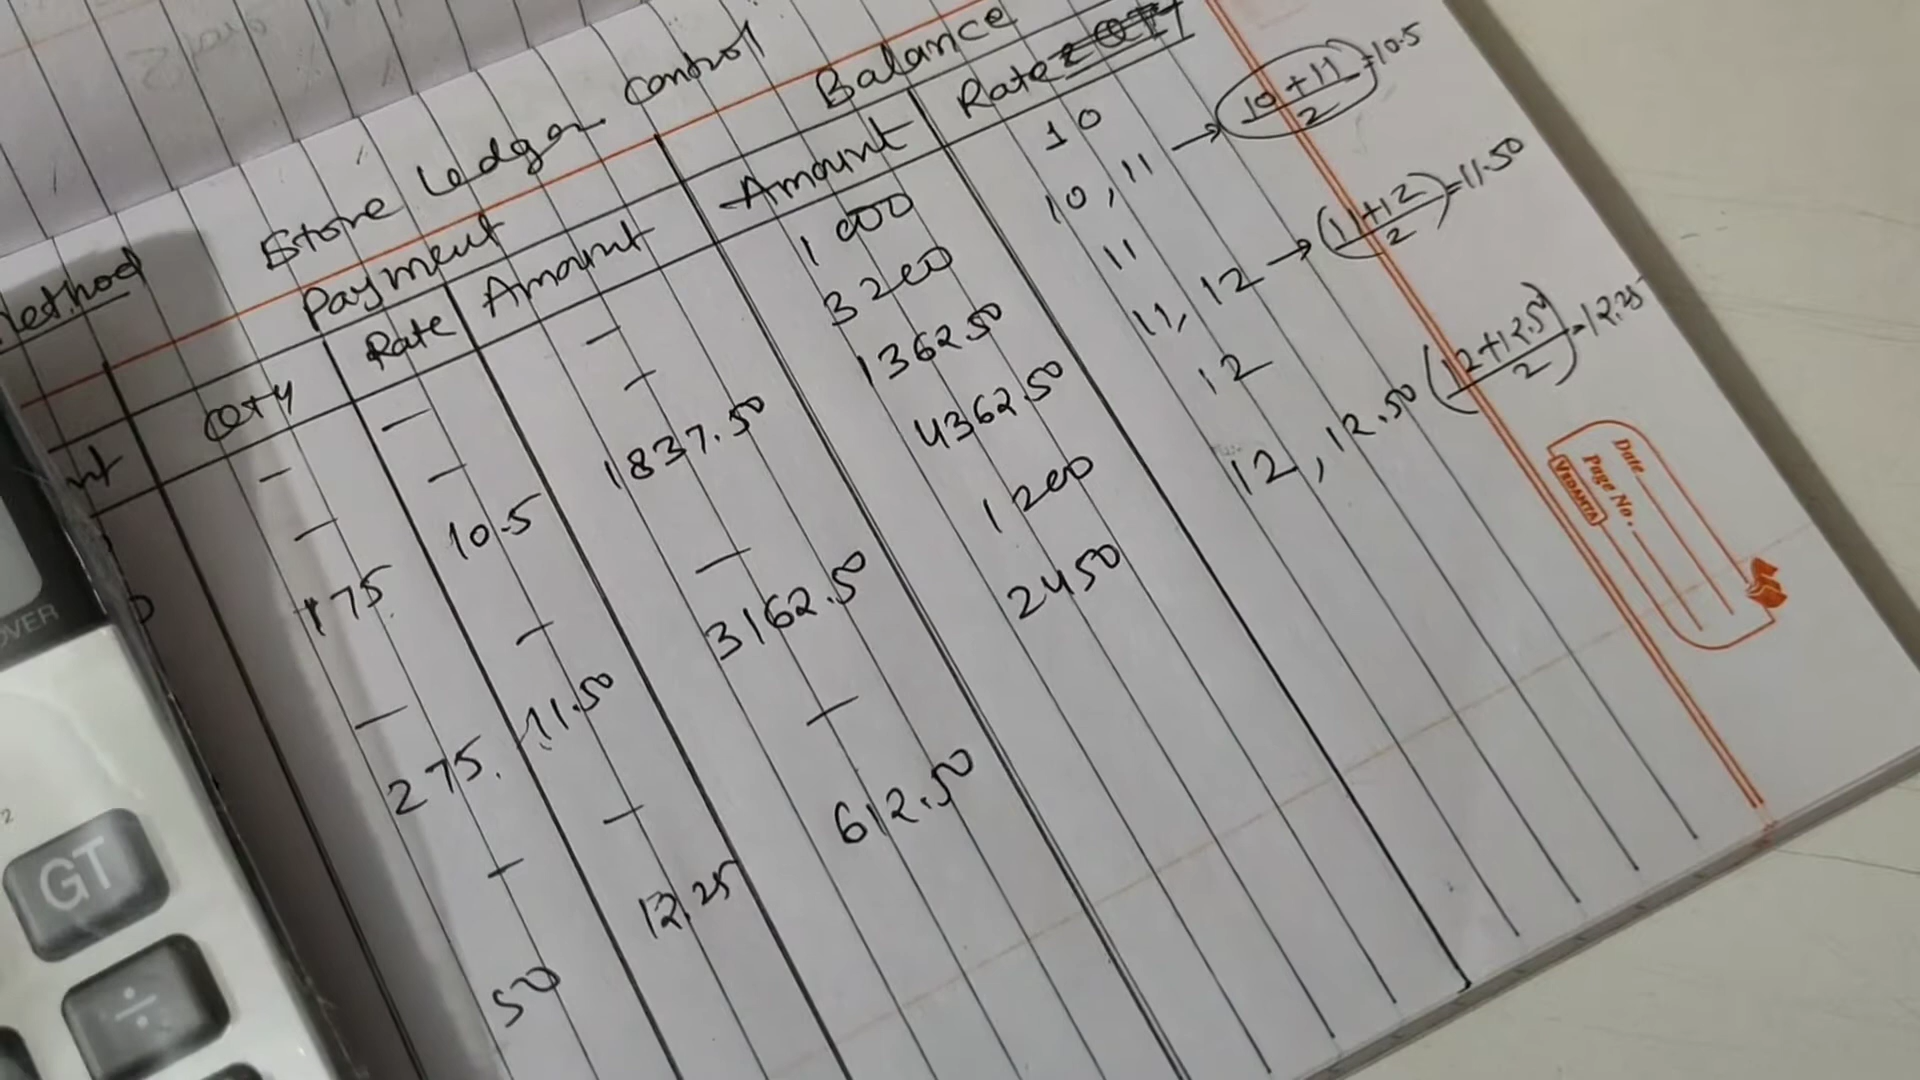 Method Store Ledger Control
Payment Balance
Qty Rate Amount Amount Rate
— — — 1000 10
— — — 3200 10, 11 → (10+11)/2 = 10.5
175 10.5 1837.50 1362.50 11
— — — 4362.50 11, 12 → (11+12)/2 = 11.50
275. 11.50 3162.50 1200 12
— — — 2450 12, 12.50 (12+12.50)/2 = 12.25
50 12.25 612.50
Date
Page No.
VEDANTA
OVER
GT
÷